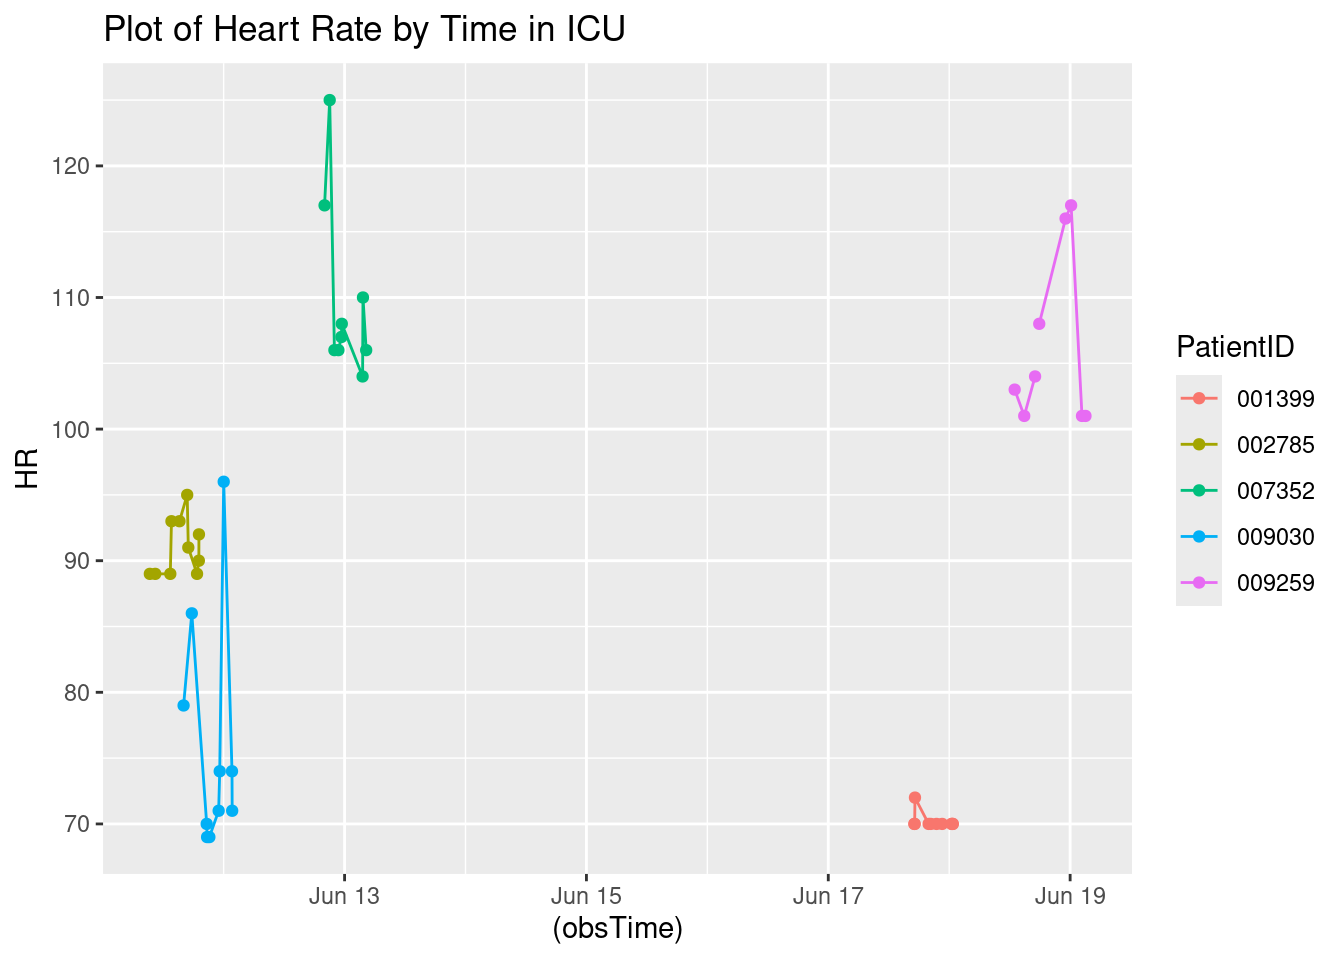 Plot of Heart Rate by Time in ICU
120
110
100
90
80
70
HR
Jun 13
Jun 15
Jun 17
Jun 19
(obsTime)
PatientID
001399
002785
007352
009030
009259